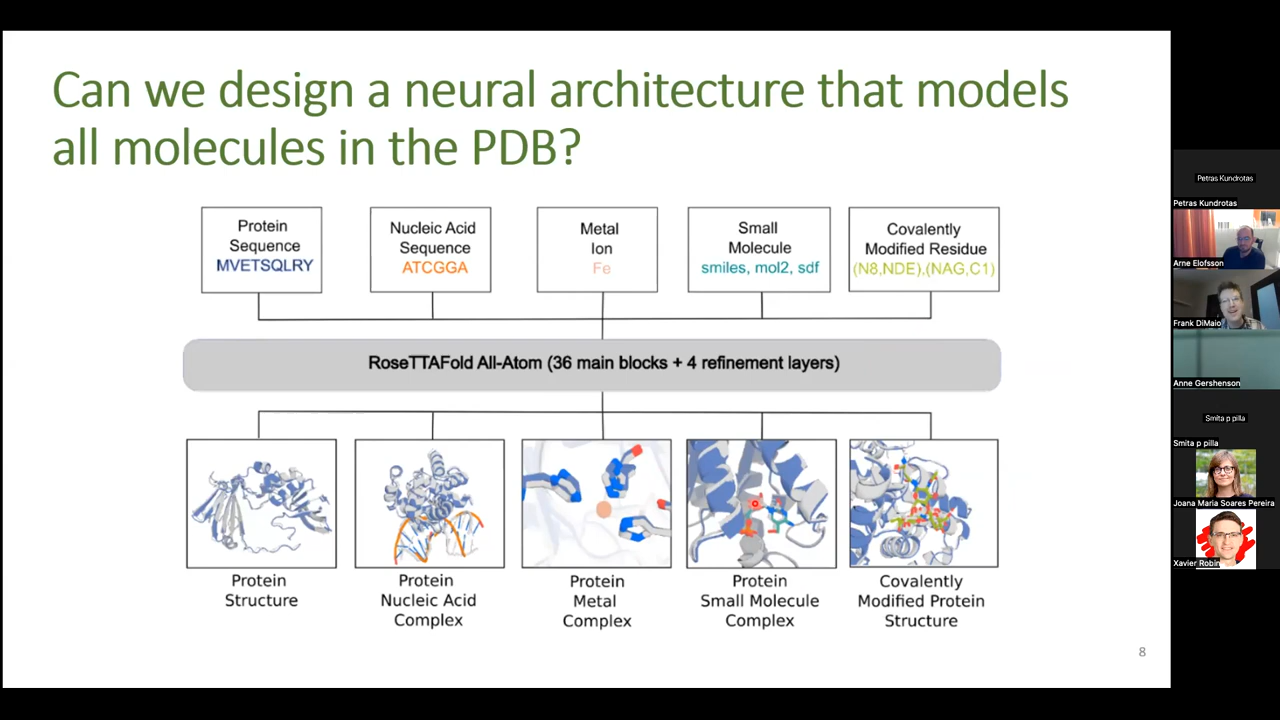 Can we design a neural architecture that models
all molecules in the PDB?
Protein
Sequence
MVETSQLRY
Nucleic Acid
Sequence
ATCGGA
Metal
Ion
Fe
Small
Molecule
smiles, mol2, sdf
Covalently
Modified Residue
(N8,NDE),(NAG,C1)
RoseTTAFold All-Atom (36 main blocks + 4 refinement layers)
Protein
Structure
Protein
Nucleic Acid
Complex
Protein
Metal
Complex
Protein
Small Molecule
Complex
Covalently
Modified Protein
Structure
8
Petras Kundrotas
Petras Kundrotas
Arne Elofsson
Frank DiMaio
Anne Gershenson
Smita p pilla
Smita p pilla
Joana Maria Soares Pereira
Xavier Robin